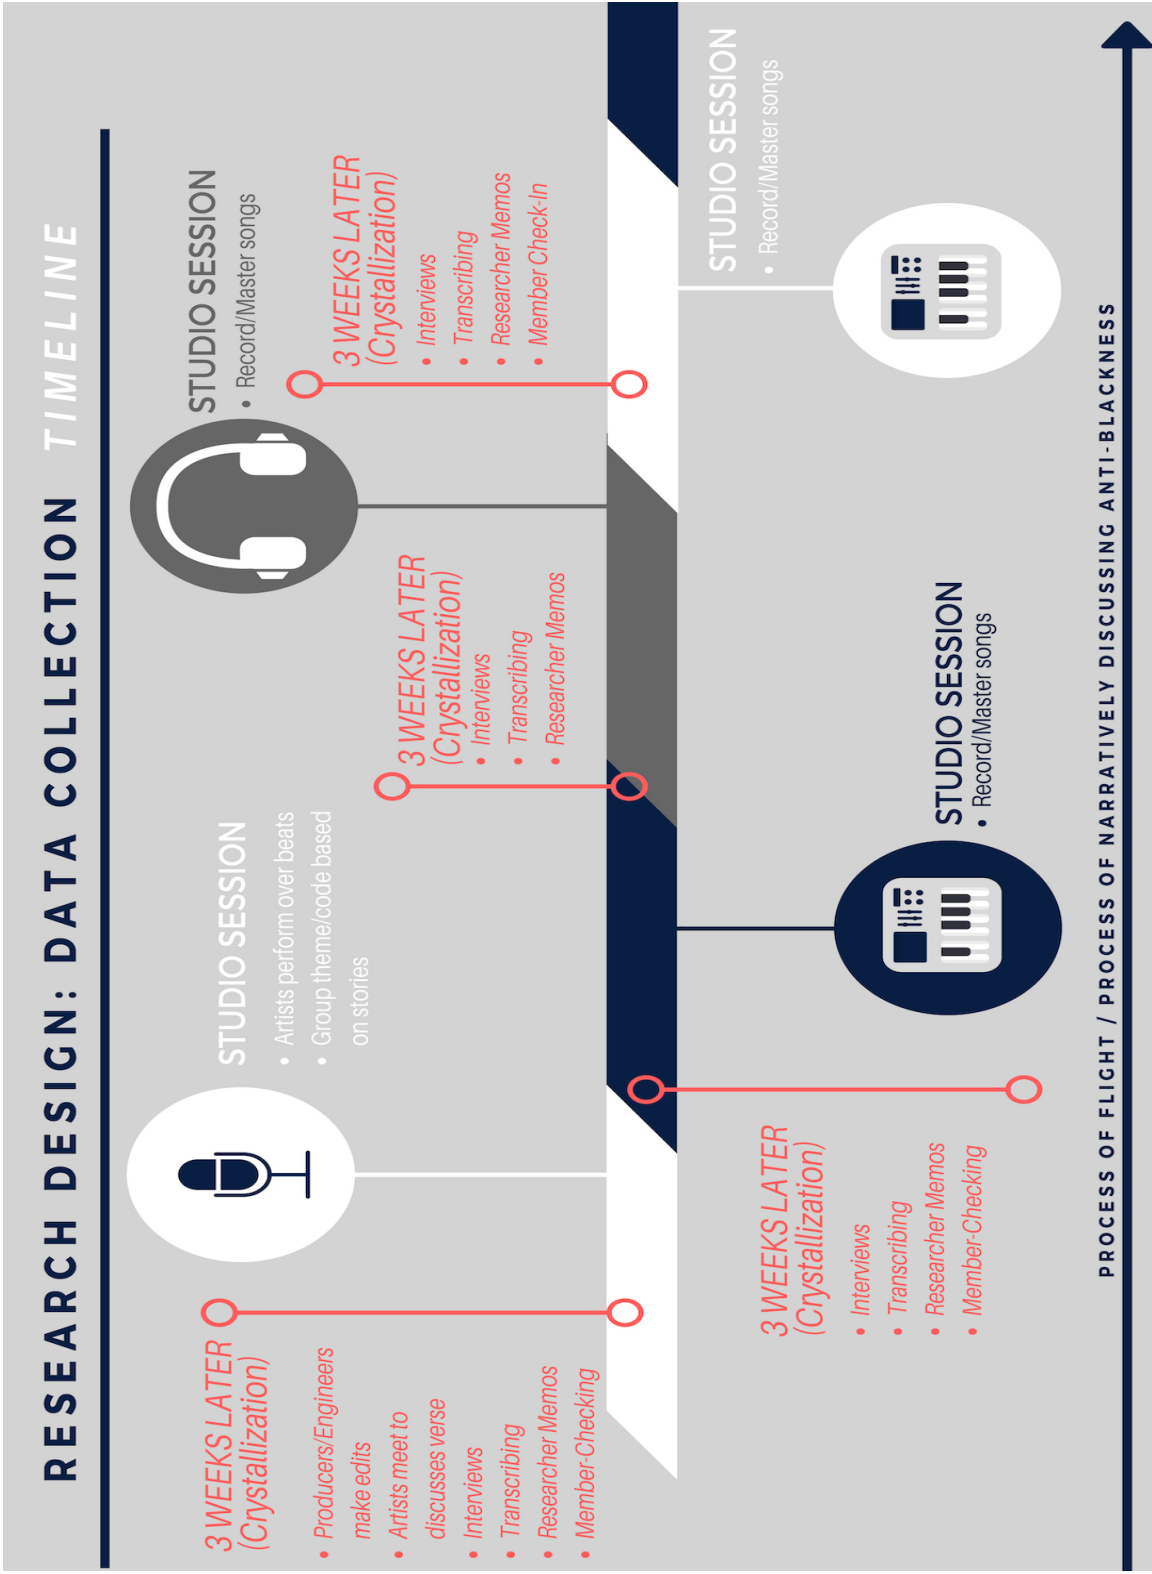 RESEARCH DESIGN: DATA COLLECTION TIMELINE
3 WEEKS LATER
(Crystallization)
• Producers/Engineers
make edits
• Artists meet to
discusses verse
• Interviews
• Transcribing
• Researcher Memos
• Member-Checking
STUDIO SESSION
• Artists perform over beats
• Group theme/code based
on stories
3 WEEKS LATER
(Crystallization)
• Interviews
• Transcribing
• Researcher Memos
• Member-Checking
STUDIO SESSION
• Record/Master songs
3 WEEKS LATER
(Crystallization)
• Interviews
• Transcribing
• Researcher Memos
STUDIO SESSION
• Record/Master songs
3 WEEKS LATER
(Crystallization)
• Interviews
• Transcribing
• Researcher Memos
• Member Check-In
STUDIO SESSION
• Record/Master songs
PROCESS OF FLIGHT / PROCESS OF NARRATIVELY DISCUSSING ANTI-BLACKNESS